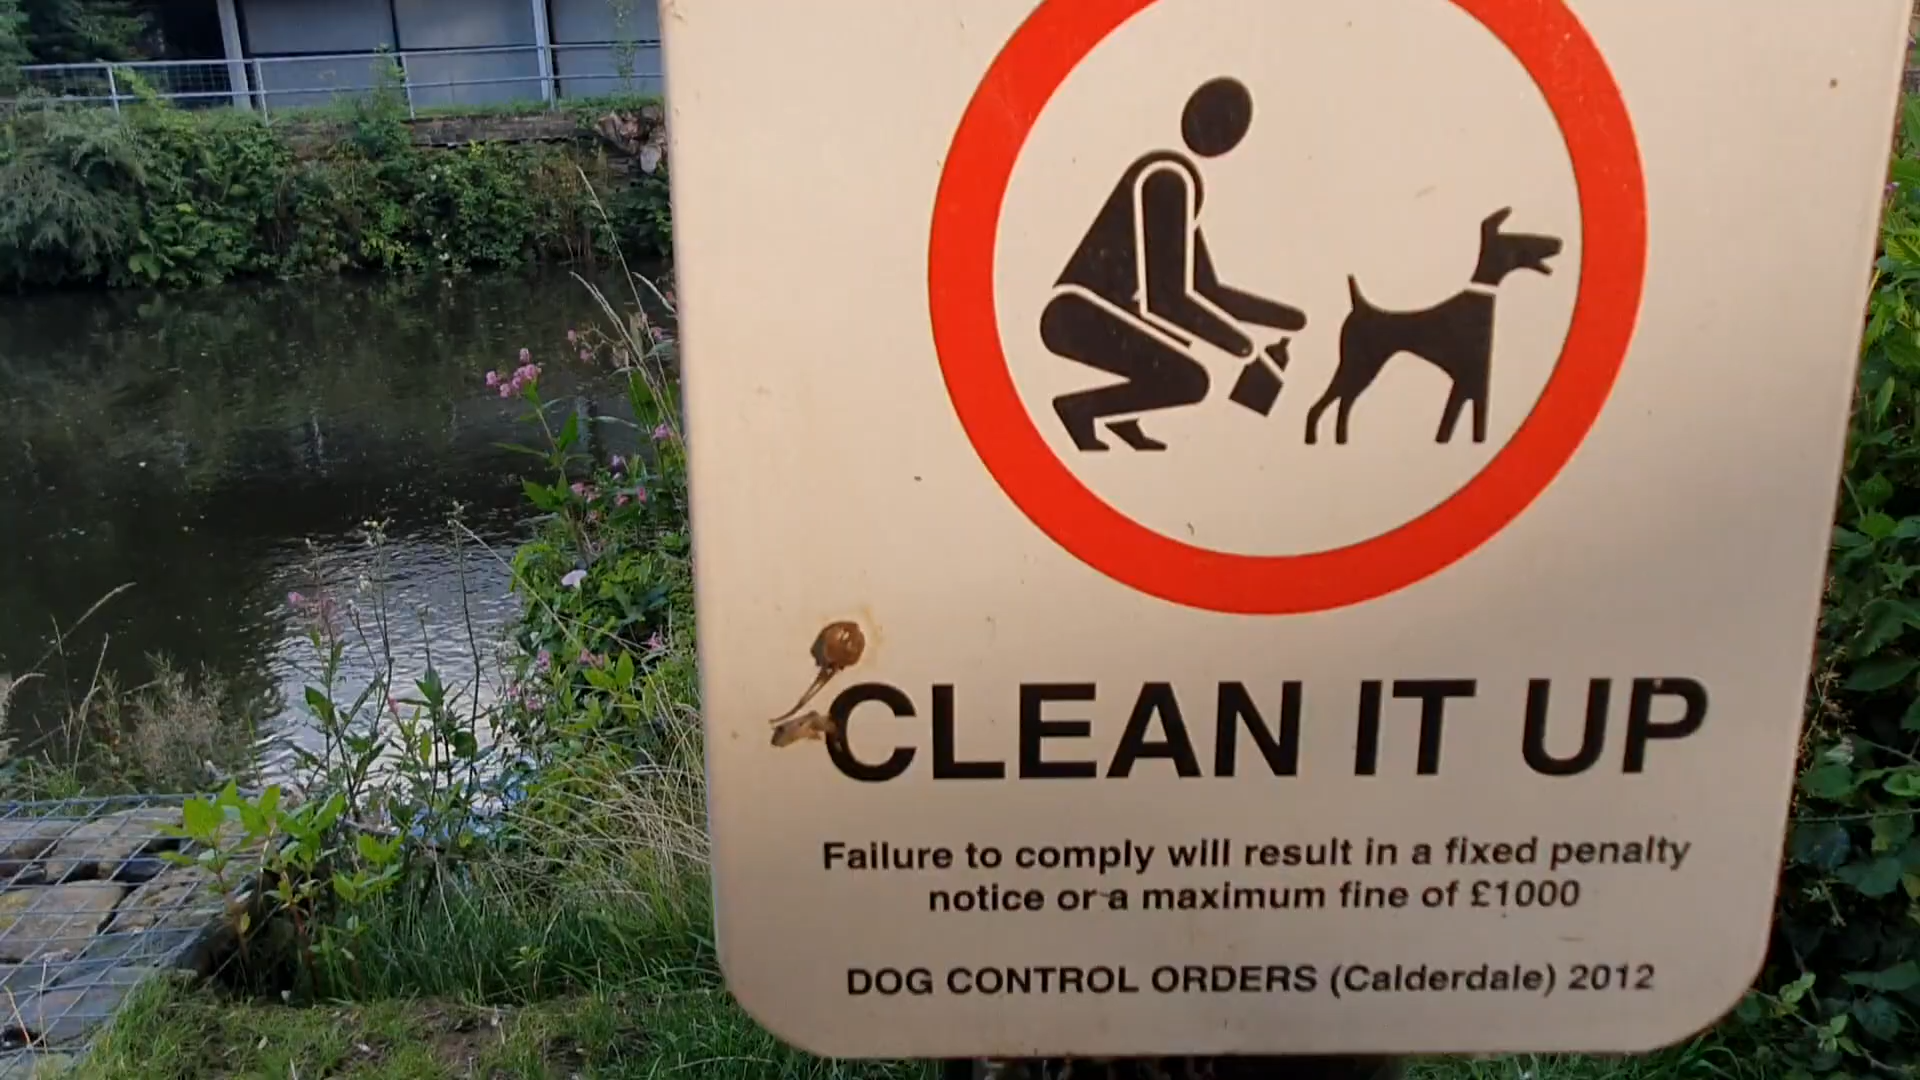 CLEAN IT UP
Failure to comply will result in a fixed penalty
notice or a maximum fine of £1000
DOG CONTROL ORDERS (Calderdale) 2012